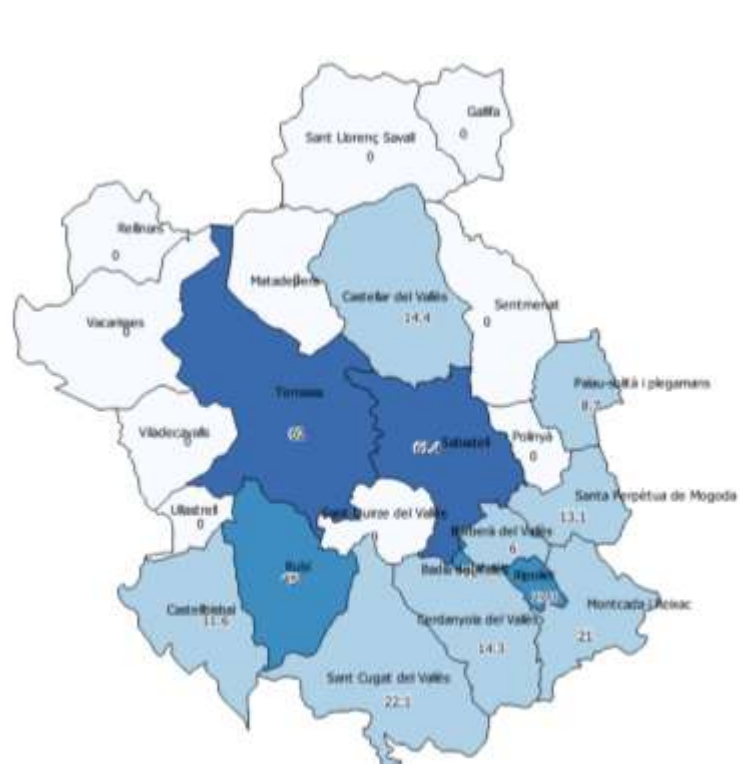 Gallifa
0
Sant Llorenç Savall
0
Rellinars
0
Matadepera
Castellar del Vallès
14.4
Sentmenat
0
Vacarisses
0
Palau-solità i plegamans
8.7
Terrassa
Viladecavalls
0
Sabadell
Polinyà
0
Ullastrell
0
Santa Perpètua de Mogoda
13.1
Sant Quirze del Vallès
0
Barberà del Vallès
6
Rubí
Ripollet
Castellbisbal
11.6
Montcada i Reixac
21
Cerdanyola del Vallès
14.3
Sant Cugat del Vallès
22.1